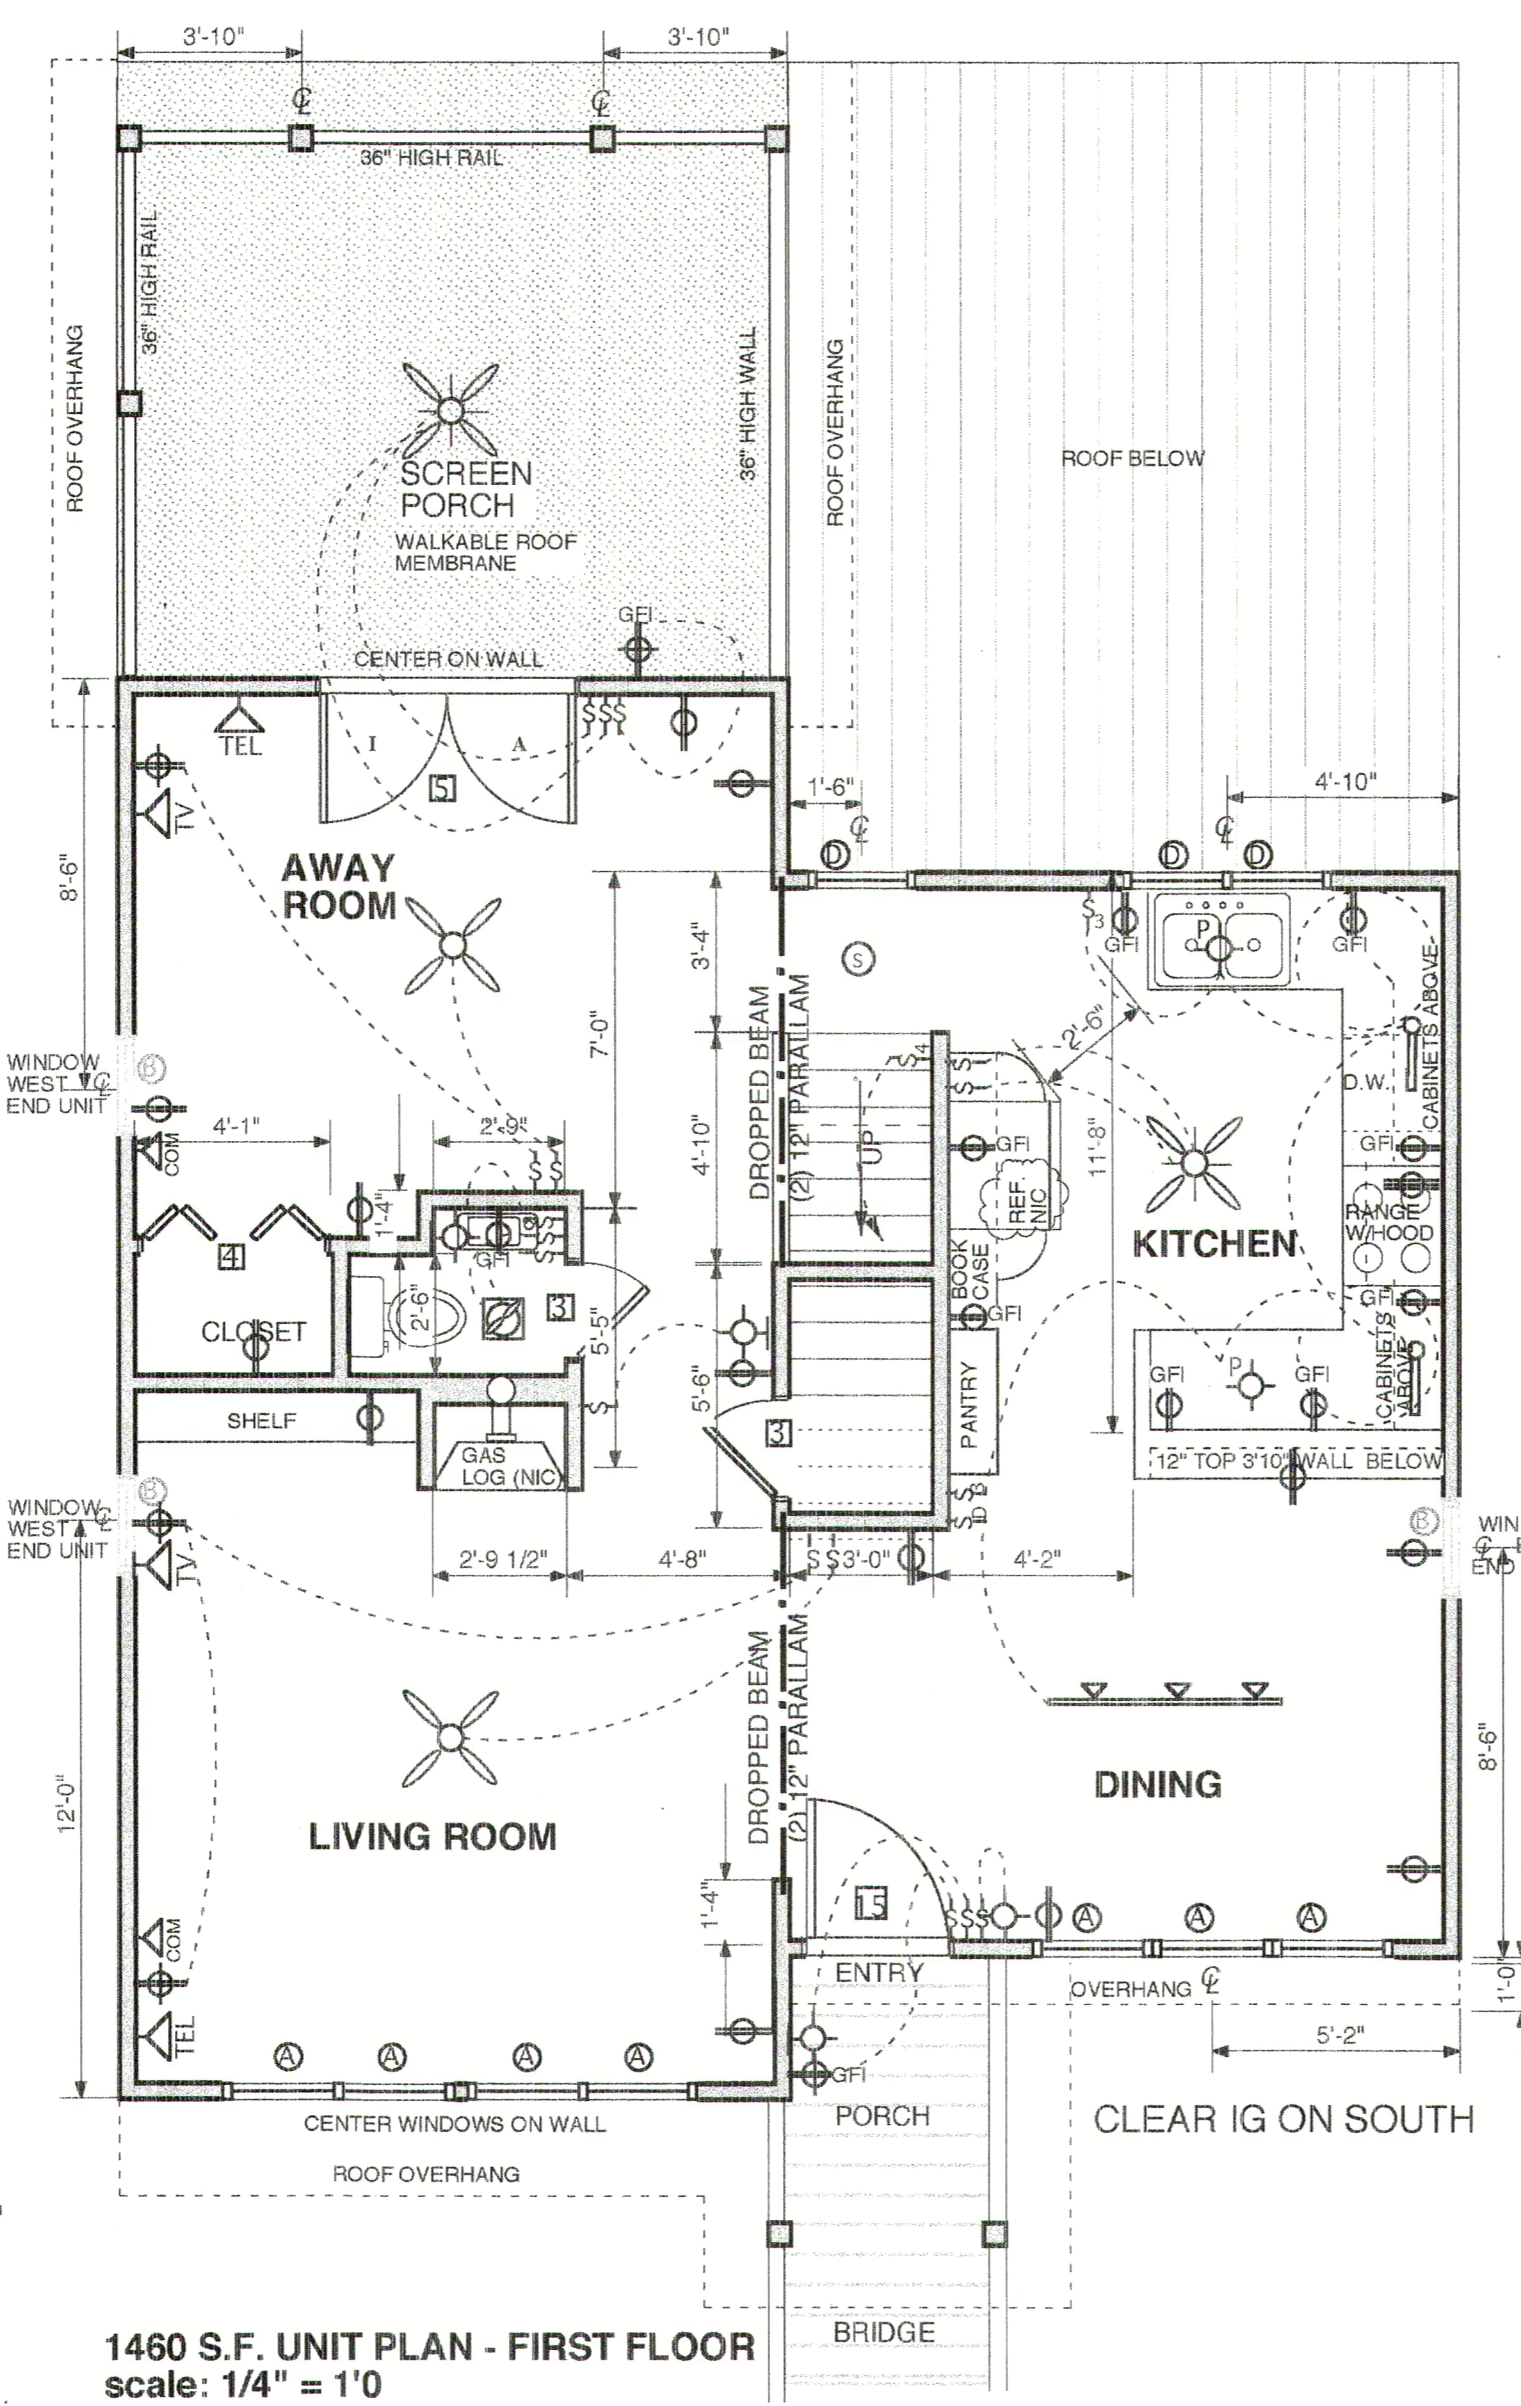 3'-10"
3'-10"
℄
℄
36" HIGH RAIL
36" HIGH RAIL
ROOF OVERHANG
36" HIGH WALL
ROOF OVERHANG
ROOF BELOW
SCREEN
PORCH
WALKABLE ROOF
MEMBRANE
GFI
CENTER ON WALL
TEL
S S S
I
A
5
TV
1'-6"
4'-10"
℄
℄
D
D
D
8'-6"
AWAY
ROOM
3'-4"
S
S3
GFI
P
GFI
CABINETS ABOVE
7'-0"
DROPPED BEAM
(2) 12" PARALLAM
2'-6"
WINDOW
WEST ℄
END UNIT
B
S4
S
S
D.W.
COM
4'-1"
2'-9"
4'-10"
UP
GFI
11'-8"
GFI
S S
1'-4"
REF.
NIC
RANGE
W/HOOD
KITCHEN
4
GFI
S S S
BOOK
CASE
2'-6"
3
5'-5"
GFI
GFI
CLOSET
5'-6"
CABINETS
ABOVE
GFI
P
GFI
PANTRY
SHELF
S
3
GAS
LOG (NIC)
12" TOP 3'10" WALL BELOW
WINDOW
WEST ℄
END UNIT
B
TV
S3
SD
B
WIN
℄
END
2'-9 1/2"
4'-8"
S S
3'-0"
4'-2"
DROPPED BEAM
(2) 12" PARALLAM
8'-6"
DINING
12'-0"
LIVING ROOM
1'-4"
15
S S S
A
A
A
COM
ENTRY
OVERHANG ℄
1'-0"
TEL
5'-2"
A
A
A
A
GFI
CENTER WINDOWS ON WALL
PORCH
CLEAR IG ON SOUTH
ROOF OVERHANG
BRIDGE
1460 S.F. UNIT PLAN - FIRST FLOOR
scale: 1/4" = 1'0